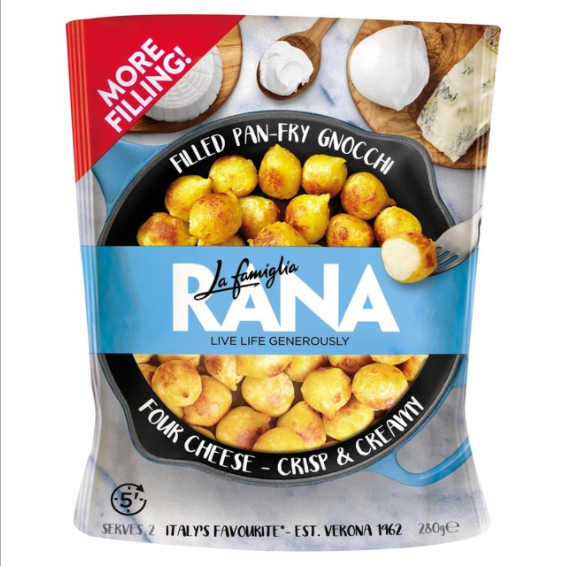 MORE
FILLING!
FILLED PAN-FRY GNOCCHI
La famiglia
RANA
LIVE LIFE GENEROUSLY
FOUR CHEESE - CRISP & CREAMY
5'
SERVES 2 ITALY'S FAVOURITE*- EST. VERONA 1962 280g℮